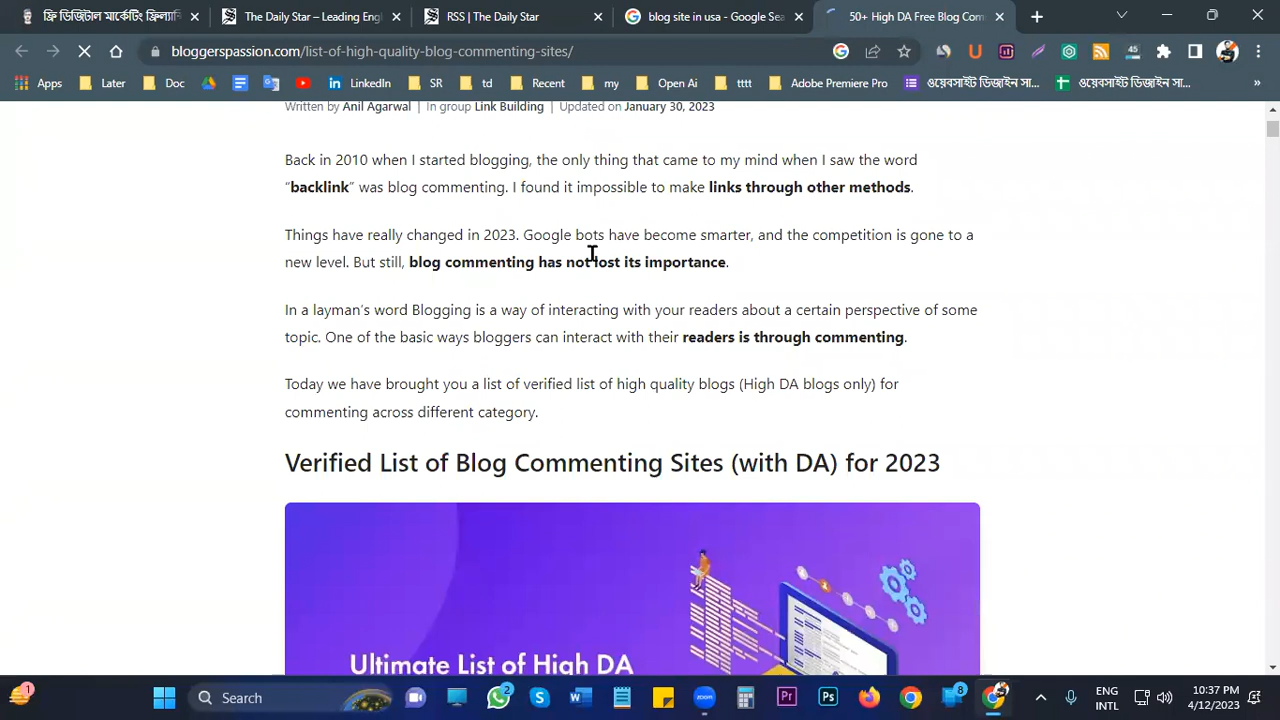 ফ্রি ডিজিটাল মার্কেটিং ফ্রিল্যান্সি
The Daily Star – Leading Engl
RSS | The Daily Star
blog site in usa - Google Sea
50+ High DA Free Blog Com
bloggerspassion.com/list-of-high-quality-blog-commenting-sites/
45
Apps
Later
Doc
LinkedIn
SR
td
Recent
my
Open Ai
tttt
Adobe Premiere Pro
ওয়েবসাইট ডিজাইন সা...
ওয়েবসাইট ডিজাইন সা...
»
Written by Anil Agarwal | In group Link Building | Updated on January 30, 2023
Back in 2010 when I started blogging, the only thing that came to my mind when I saw the word
“backlink” was blog commenting. I found it impossible to make links through other methods.
Things have really changed in 2023. Google bots have become smarter, and the competition is gone to a
new level. But still, blog commenting has not lost its importance.
In a layman’s word Blogging is a way of interacting with your readers about a certain perspective of some
topic. One of the basic ways bloggers can interact with their readers is through commenting.
Today we have brought you a list of verified list of high quality blogs (High DA blogs only) for
commenting across different category.
Verified List of Blog Commenting Sites (with DA) for 2023
Ultimate List of High DA
1
Search
2
zoom
Pr
Ps
8
ENG
INTL
10:37 PM
4/12/2023